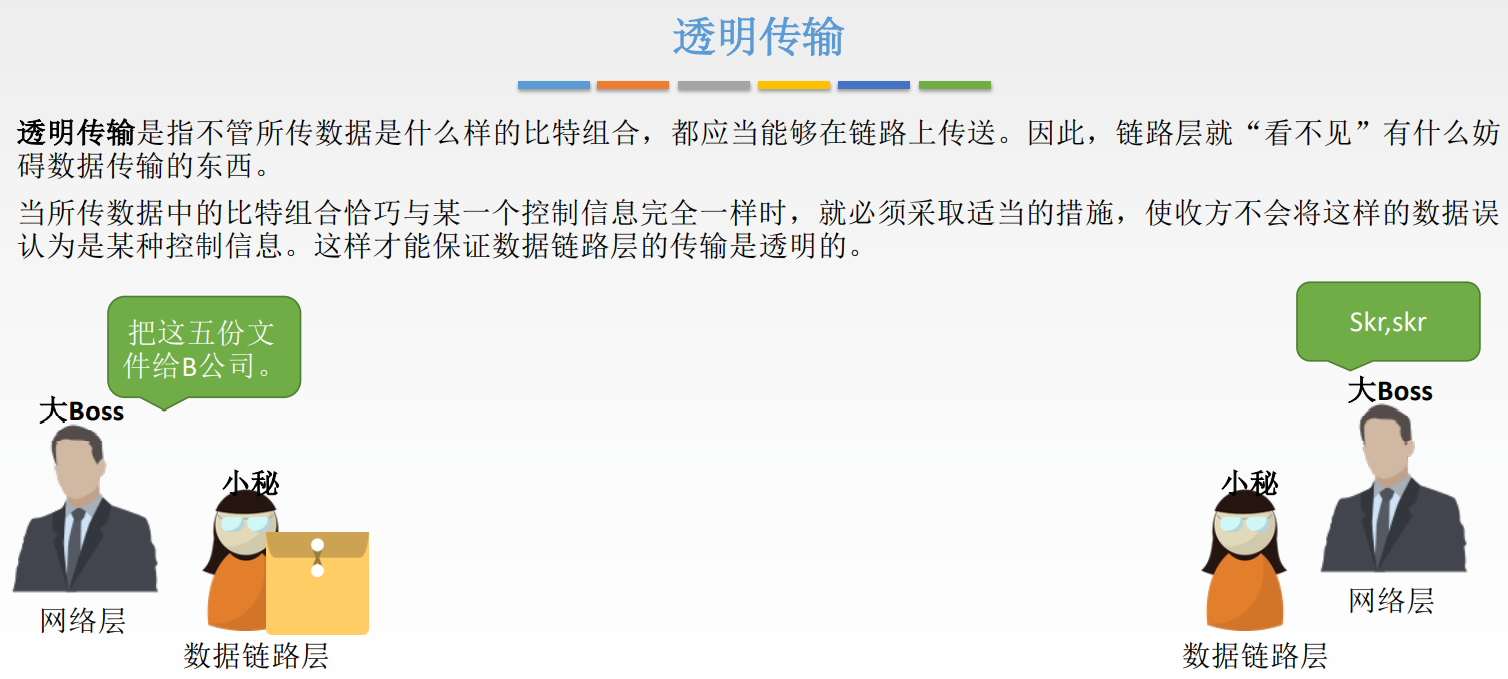 透明传输
透明传输是指不管所传数据是什么样的比特组合，都应当能够在链路上传送。因此，链路层就“看不见”有什么妨
碍数据传输的东西。
当所传数据中的比特组合恰巧与某一个控制信息完全一样时，就必须采取适当的措施，使收方不会将这样的数据误
认为是某种控制信息。这样才能保证数据链路层的传输是透明的。
把这五份文
件给B公司。
大Boss
小秘
网络层
数据链路层
Skr,skr
大Boss
小秘
网络层
数据链路层